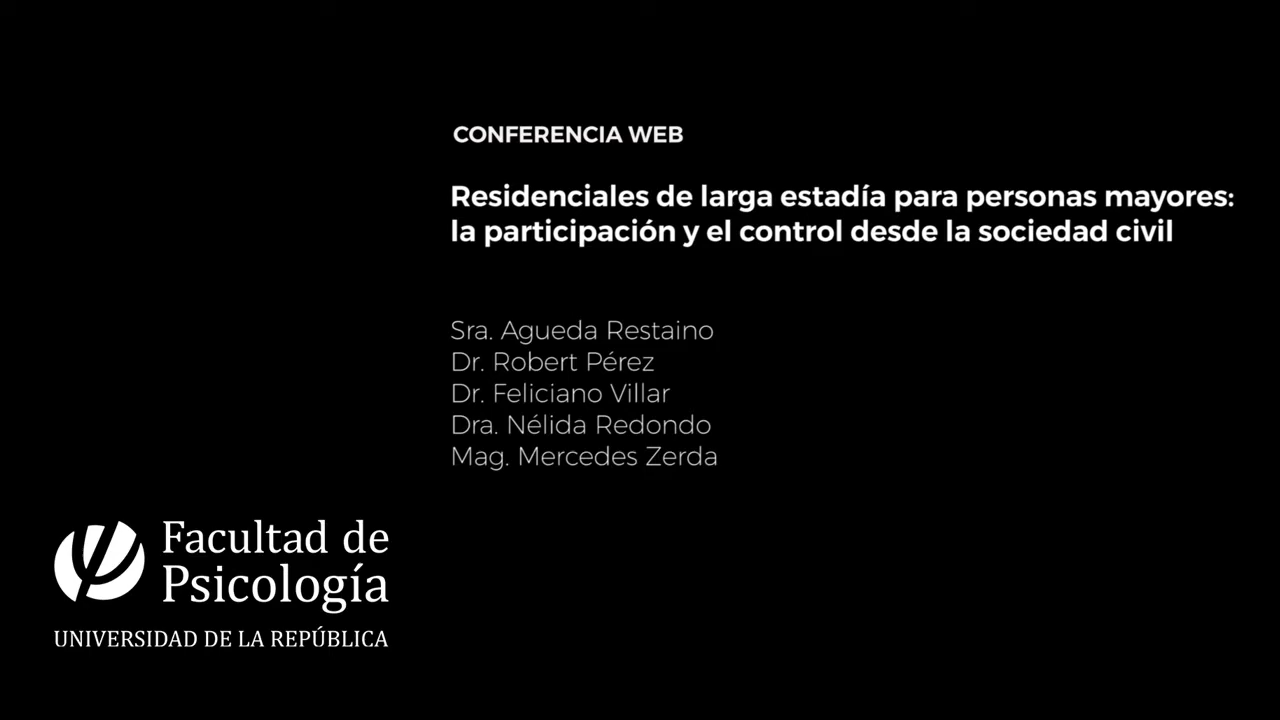 CONFERENCIA WEB
Residenciales de larga estadía para personas mayores:
la participación y el control desde la sociedad civil
Sra. Agueda Restaino
Dr. Robert Pérez
Dr. Feliciano Villar
Dra. Nélida Redondo
Mag. Mercedes Zerda
Facultad de
Psicología
UNIVERSIDAD DE LA REPÚBLICA